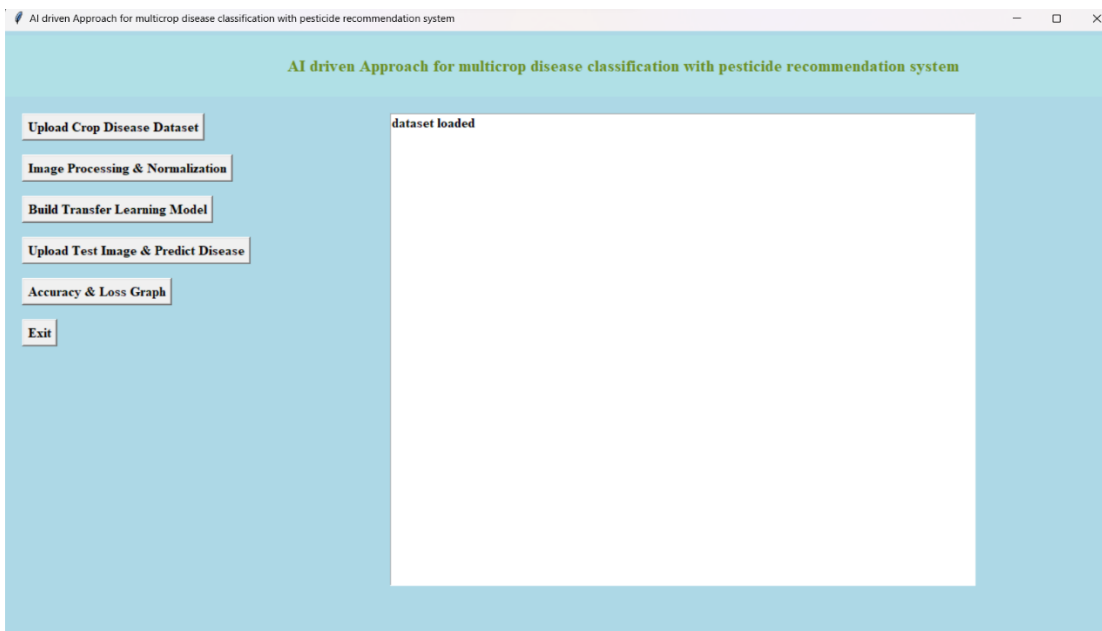 AI driven Approach for multicrop disease classification with pesticide recommendation system
AI driven Approach for multicrop disease classification with pesticide recommendation system
Upload Crop Disease Dataset
Image Processing & Normalization
Build Transfer Learning Model
Upload Test Image & Predict Disease
Accuracy & Loss Graph
Exit
dataset loaded